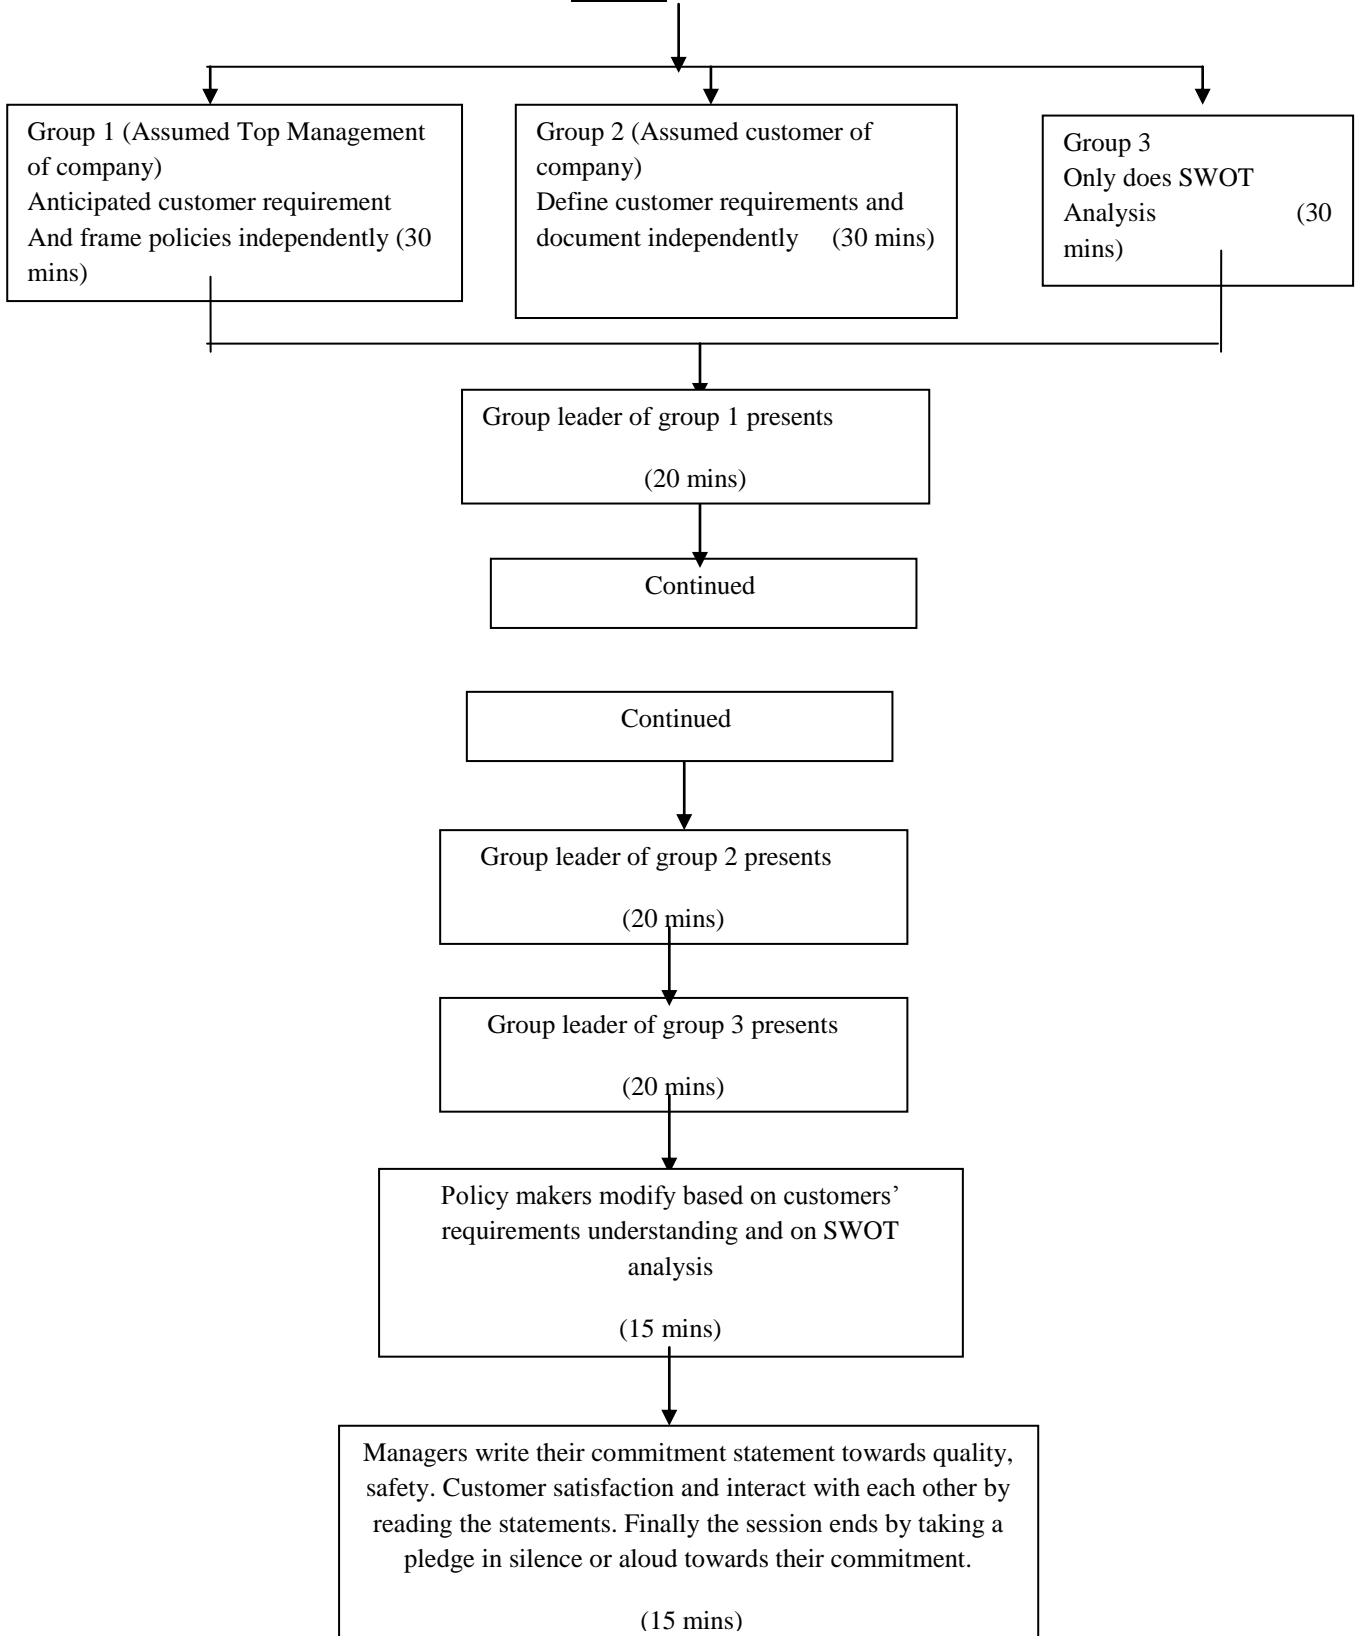 Group 1 (Assumed Top Management
of company)
Anticipated customer requirement
And frame policies independently (30
mins)
Group 2 (Assumed customer of
company)
Define customer requirements and
document independently (30 mins)
Group 3
Only does SWOT
Analysis (30
mins)
Group leader of group 1 presents
(20 mins)
Continued
Continued
Group leader of group 2 presents
(20 mins)
Group leader of group 3 presents
(20 mins)
Policy makers modify based on customers’
requirements understanding and on SWOT
analysis
(15 mins)
Managers write their commitment statement towards quality,
safety. Customer satisfaction and interact with each other by
reading the statements. Finally the session ends by taking a
pledge in silence or aloud towards their commitment.
(15 mins)